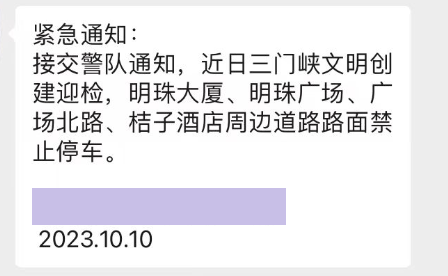 紧急通知：
接交警队通知，近日三门峡文明创
建迎检，明珠大厦、明珠广场、广
场北路、桔子酒店周边道路路面禁
止停车。
2023.10.10